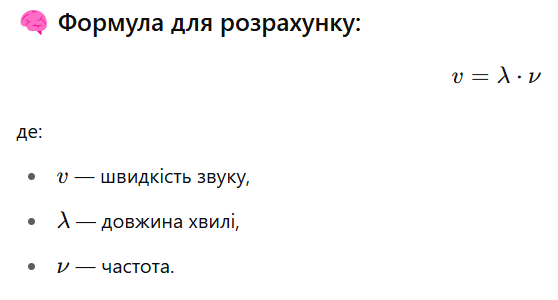 🧠 Формула для розрахунку:
v = λ · ν
де:
• v — швидкість звуку,
• λ — довжина хвилі,
• ν — частота.